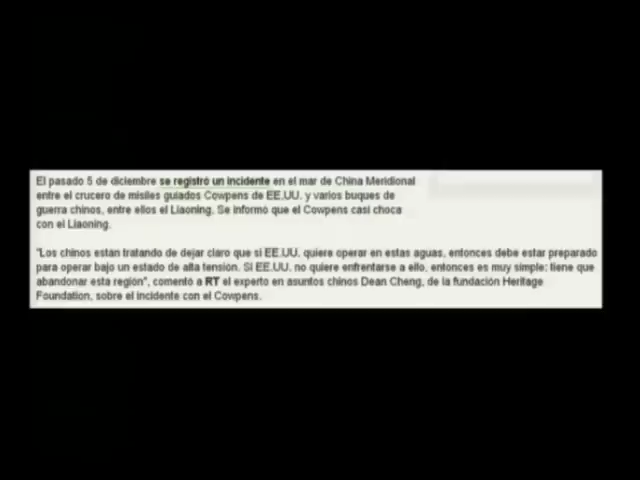 El pasado 5 de diciembre se registró un incidente en el mar de China Meridional
entre el crucero de misiles guiados Cowpens de EE.UU. y varios buques de
guerra chinos, entre ellos el Liaoning. Se informó que el Cowpens casi choca
con el Liaoning.
"Los chinos están tratando de dejar claro que si EE.UU. quiere operar en estas aguas, entonces debe estar preparado
para operar bajo un estado de alta tensión. Si EE.UU. no quiere enfrentarse a ello, entonces es muy simple: tiene que
abandonar esta región", comentó a RT el experto en asuntos chinos Dean Cheng, de la fundación Heritage
Foundation, sobre el incidente con el Cowpens.